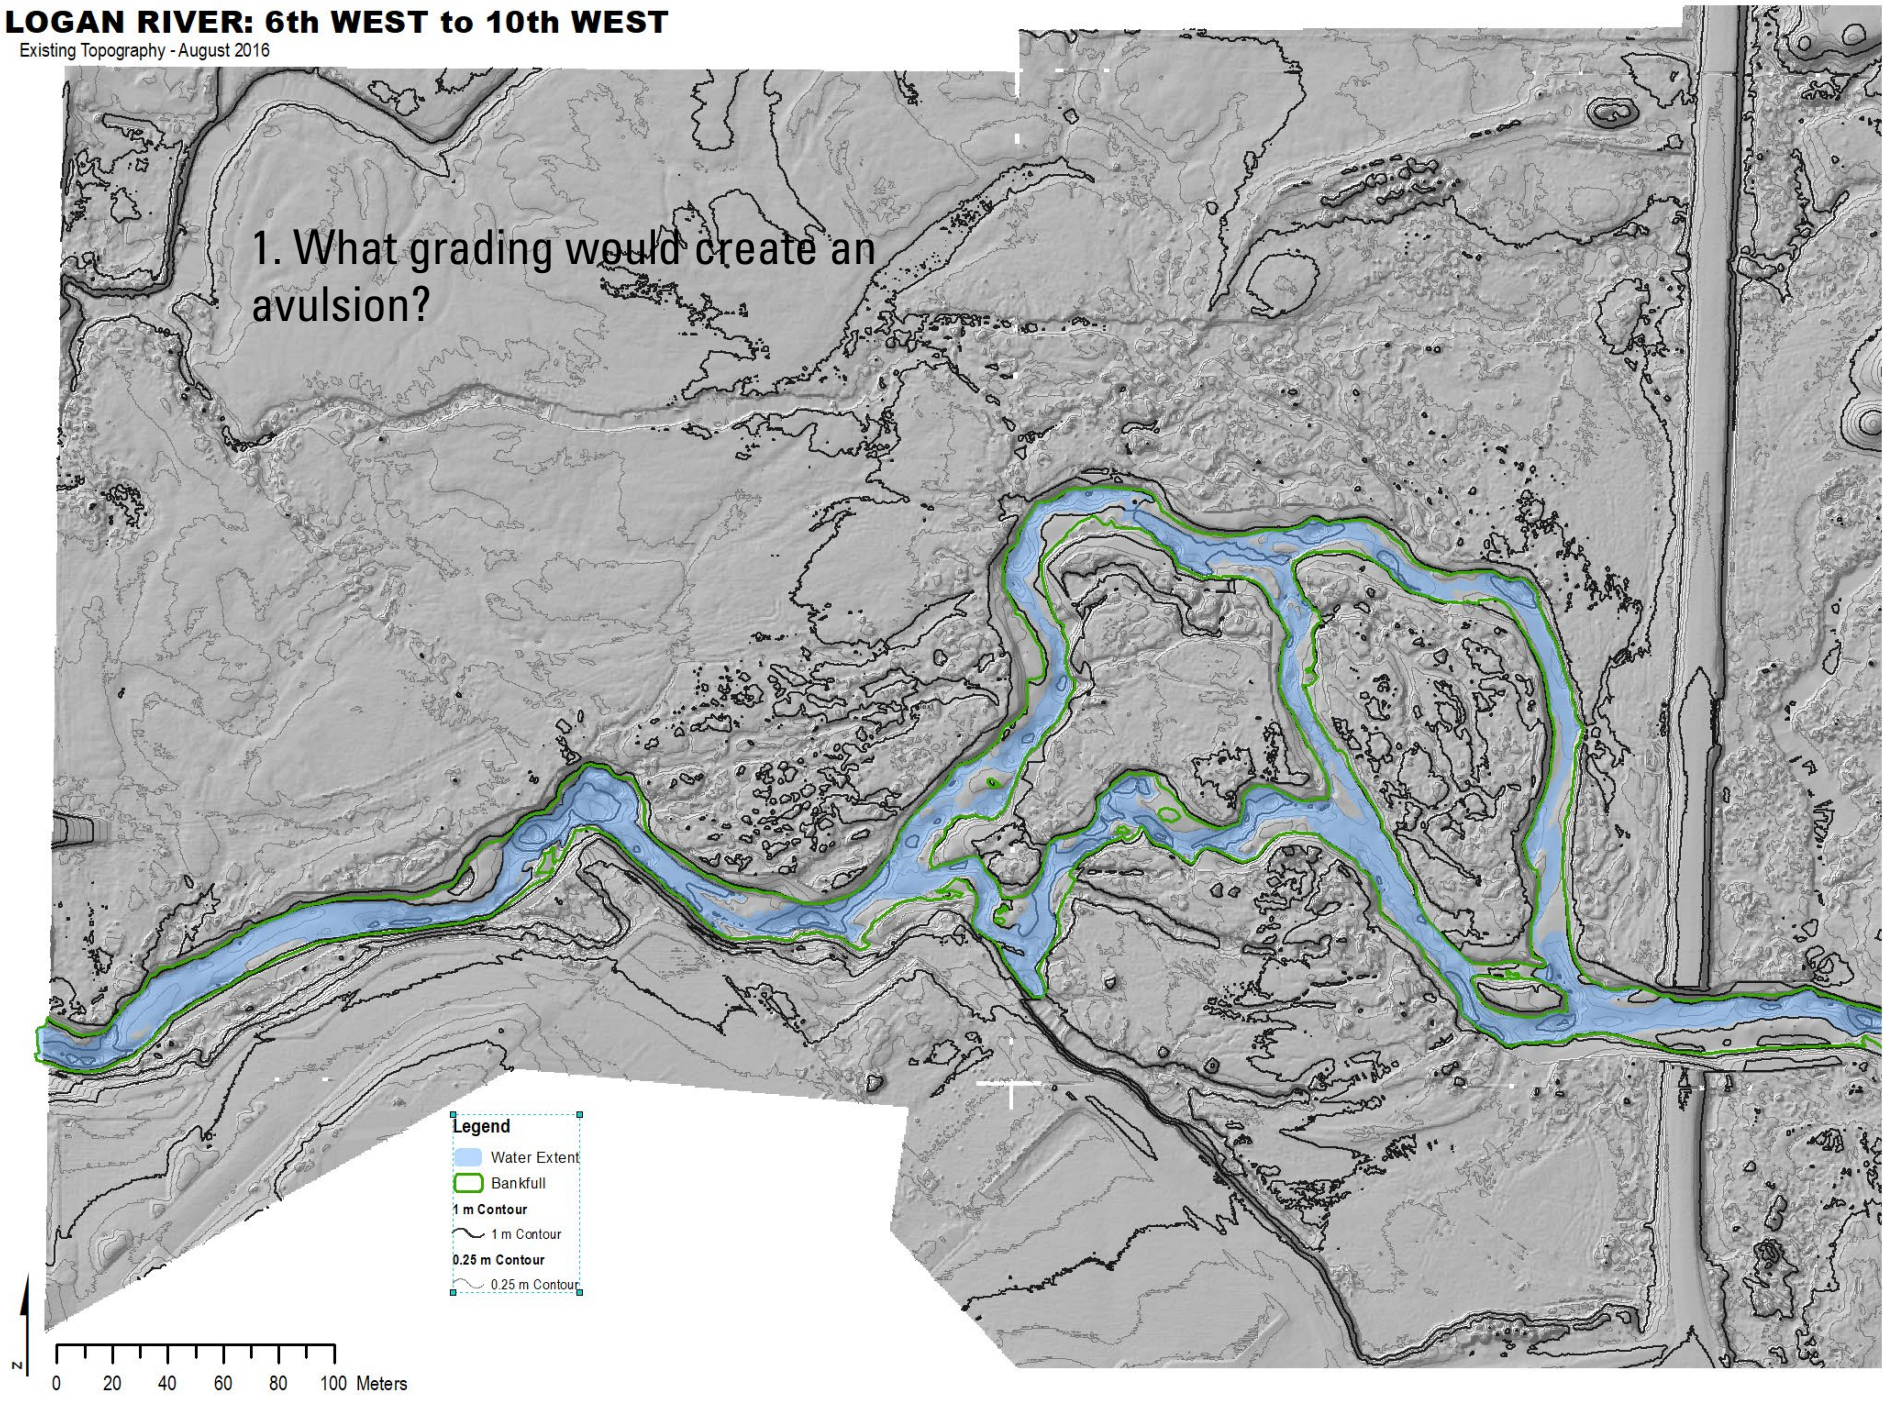 LOGAN RIVER: 6th WEST to 10th WEST
Existing Topography - August 2016
1. What grading would create an
avulsion?
Legend
Water Extent
Bankfull
1 m Contour
1 m Contour
0.25 m Contour
0.25 m Contour
N
0 20 40 60 80 100 Meters